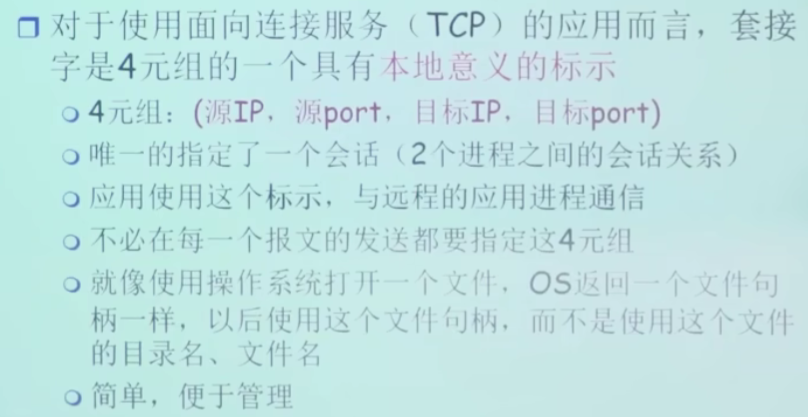 对于使用面向连接服务（TCP）的应用而言，套接
字是4元组的一个具有本地意义的标示
4元组：(源IP，源port，目标IP，目标port)
唯一的指定了一个会话（2个进程之间的会话关系）
应用使用这个标示，与远程的应用进程通信
不必在每一个报文的发送都要指定这4元组
就像使用操作系统打开一个文件，OS返回一个文件句
柄一样，以后使用这个文件句柄，而不是使用这个文件
的目录名、文件名
简单，便于管理